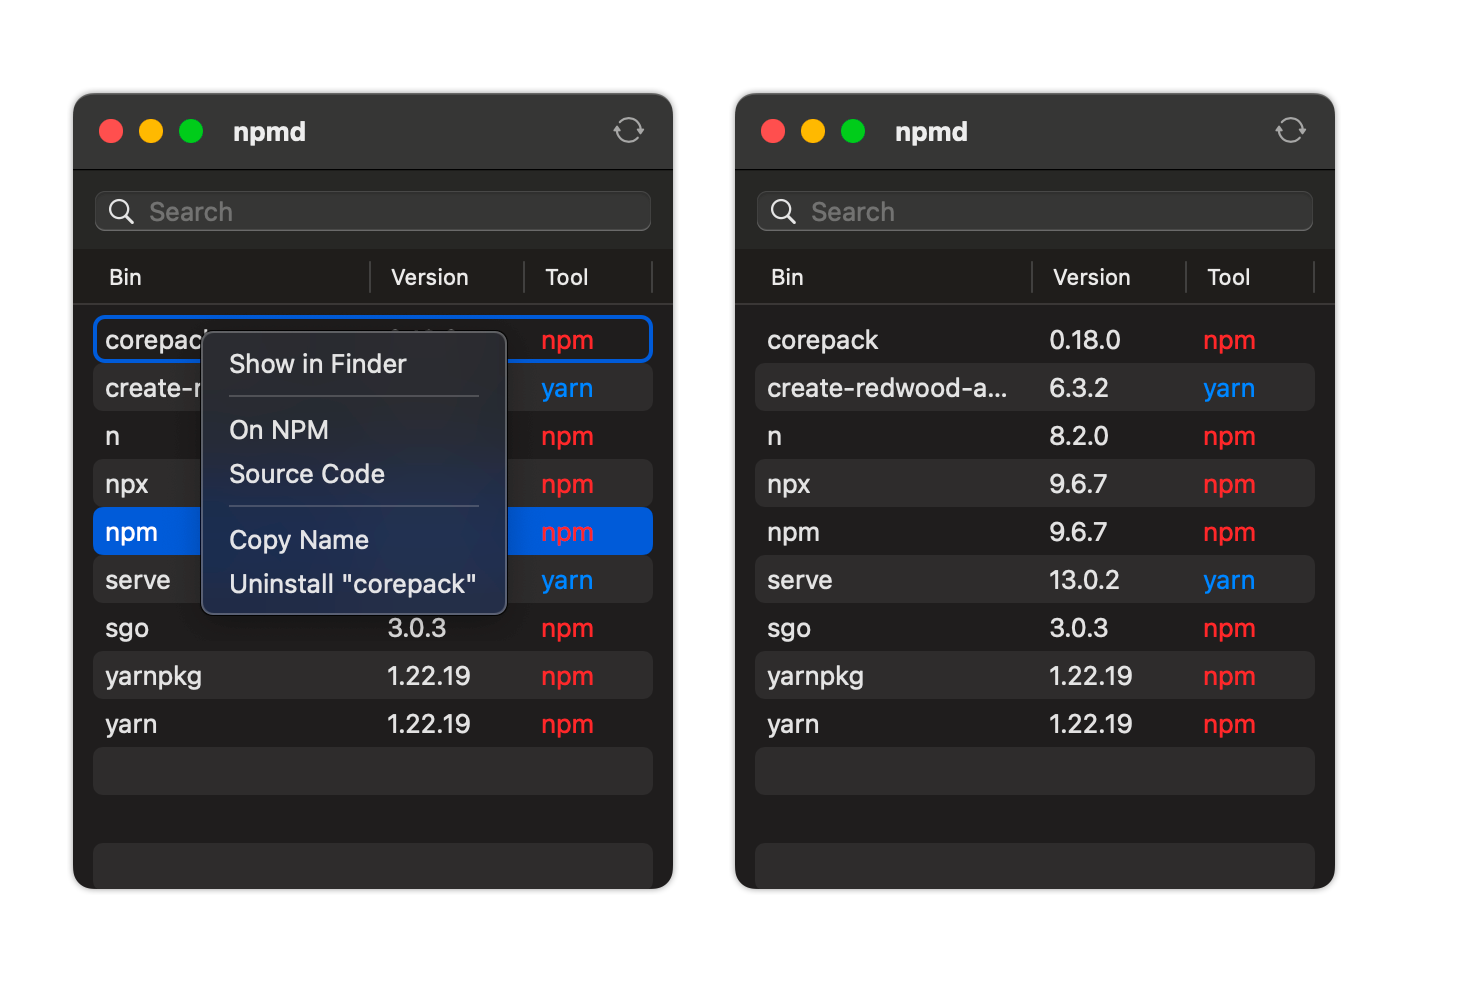 npmd
Search
Bin Version Tool
corepac npm
Show in Finder
create-r yarn
On NPM
n npm
Source Code
npx npm
npm npm
Copy Name
serve yarn
Uninstall "corepack"
sgo 3.0.3 npm
yarnpkg 1.22.19 npm
yarn 1.22.19 npm
npmd
Search
Bin Version Tool
corepack 0.18.0 npm
create-redwood-a... 6.3.2 yarn
n 8.2.0 npm
npx 9.6.7 npm
npm 9.6.7 npm
serve 13.0.2 yarn
sgo 3.0.3 npm
yarnpkg 1.22.19 npm
yarn 1.22.19 npm